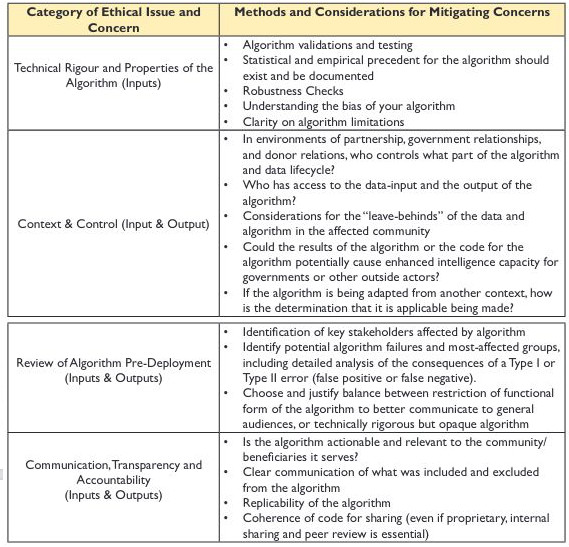 Category of Ethical Issue and
Concern
Methods and Considerations for Mitigating Concerns
Technical Rigour and Properties of the
Algorithm (Inputs)
• Algorithm validations and testing
• Statistical and empirical precedent for the algorithm should
exist and be documented
• Robustness Checks
• Understanding the bias of your algorithm
• Clarity on algorithm limitations
Context & Control (Input & Output)
• In environments of partnership, government relationships,
and donor relations, who controls what part of the algorithm
and data lifecycle?
• Who has access to the data-input and the output of the
algorithm?
• Considerations for the “leave-behinds” of the data and
algorithm in the affected community
• Could the results of the algorithm or the code for the
algorithm potentially cause enhanced intelligence capacity for
governments or other outside actors?
• If the algorithm is being adapted from another context, how
is the determination that it is applicable being made?
Review of Algorithm Pre-Deployment
(Inputs & Outputs)
• Identification of key stakeholders affected by algorithm
• Identify potential algorithm failures and most-affected groups,
including detailed analysis of the consequences of a Type I or
Type II error (false positive or false negative).
• Choose and justify balance between restriction of functional
form of the algorithm to better communicate to general
audiences, or technically rigorous but opaque algorithm
Communication, Transparency and
Accountability
(Inputs & Outputs)
• Is the algorithm actionable and relevant to the community/
beneficiaries it serves?
• Clear communication of what was included and excluded
from the algorithm
• Replicability of the algorithm
• Coherence of code for sharing (even if proprietary, internal
sharing and peer review is essential)